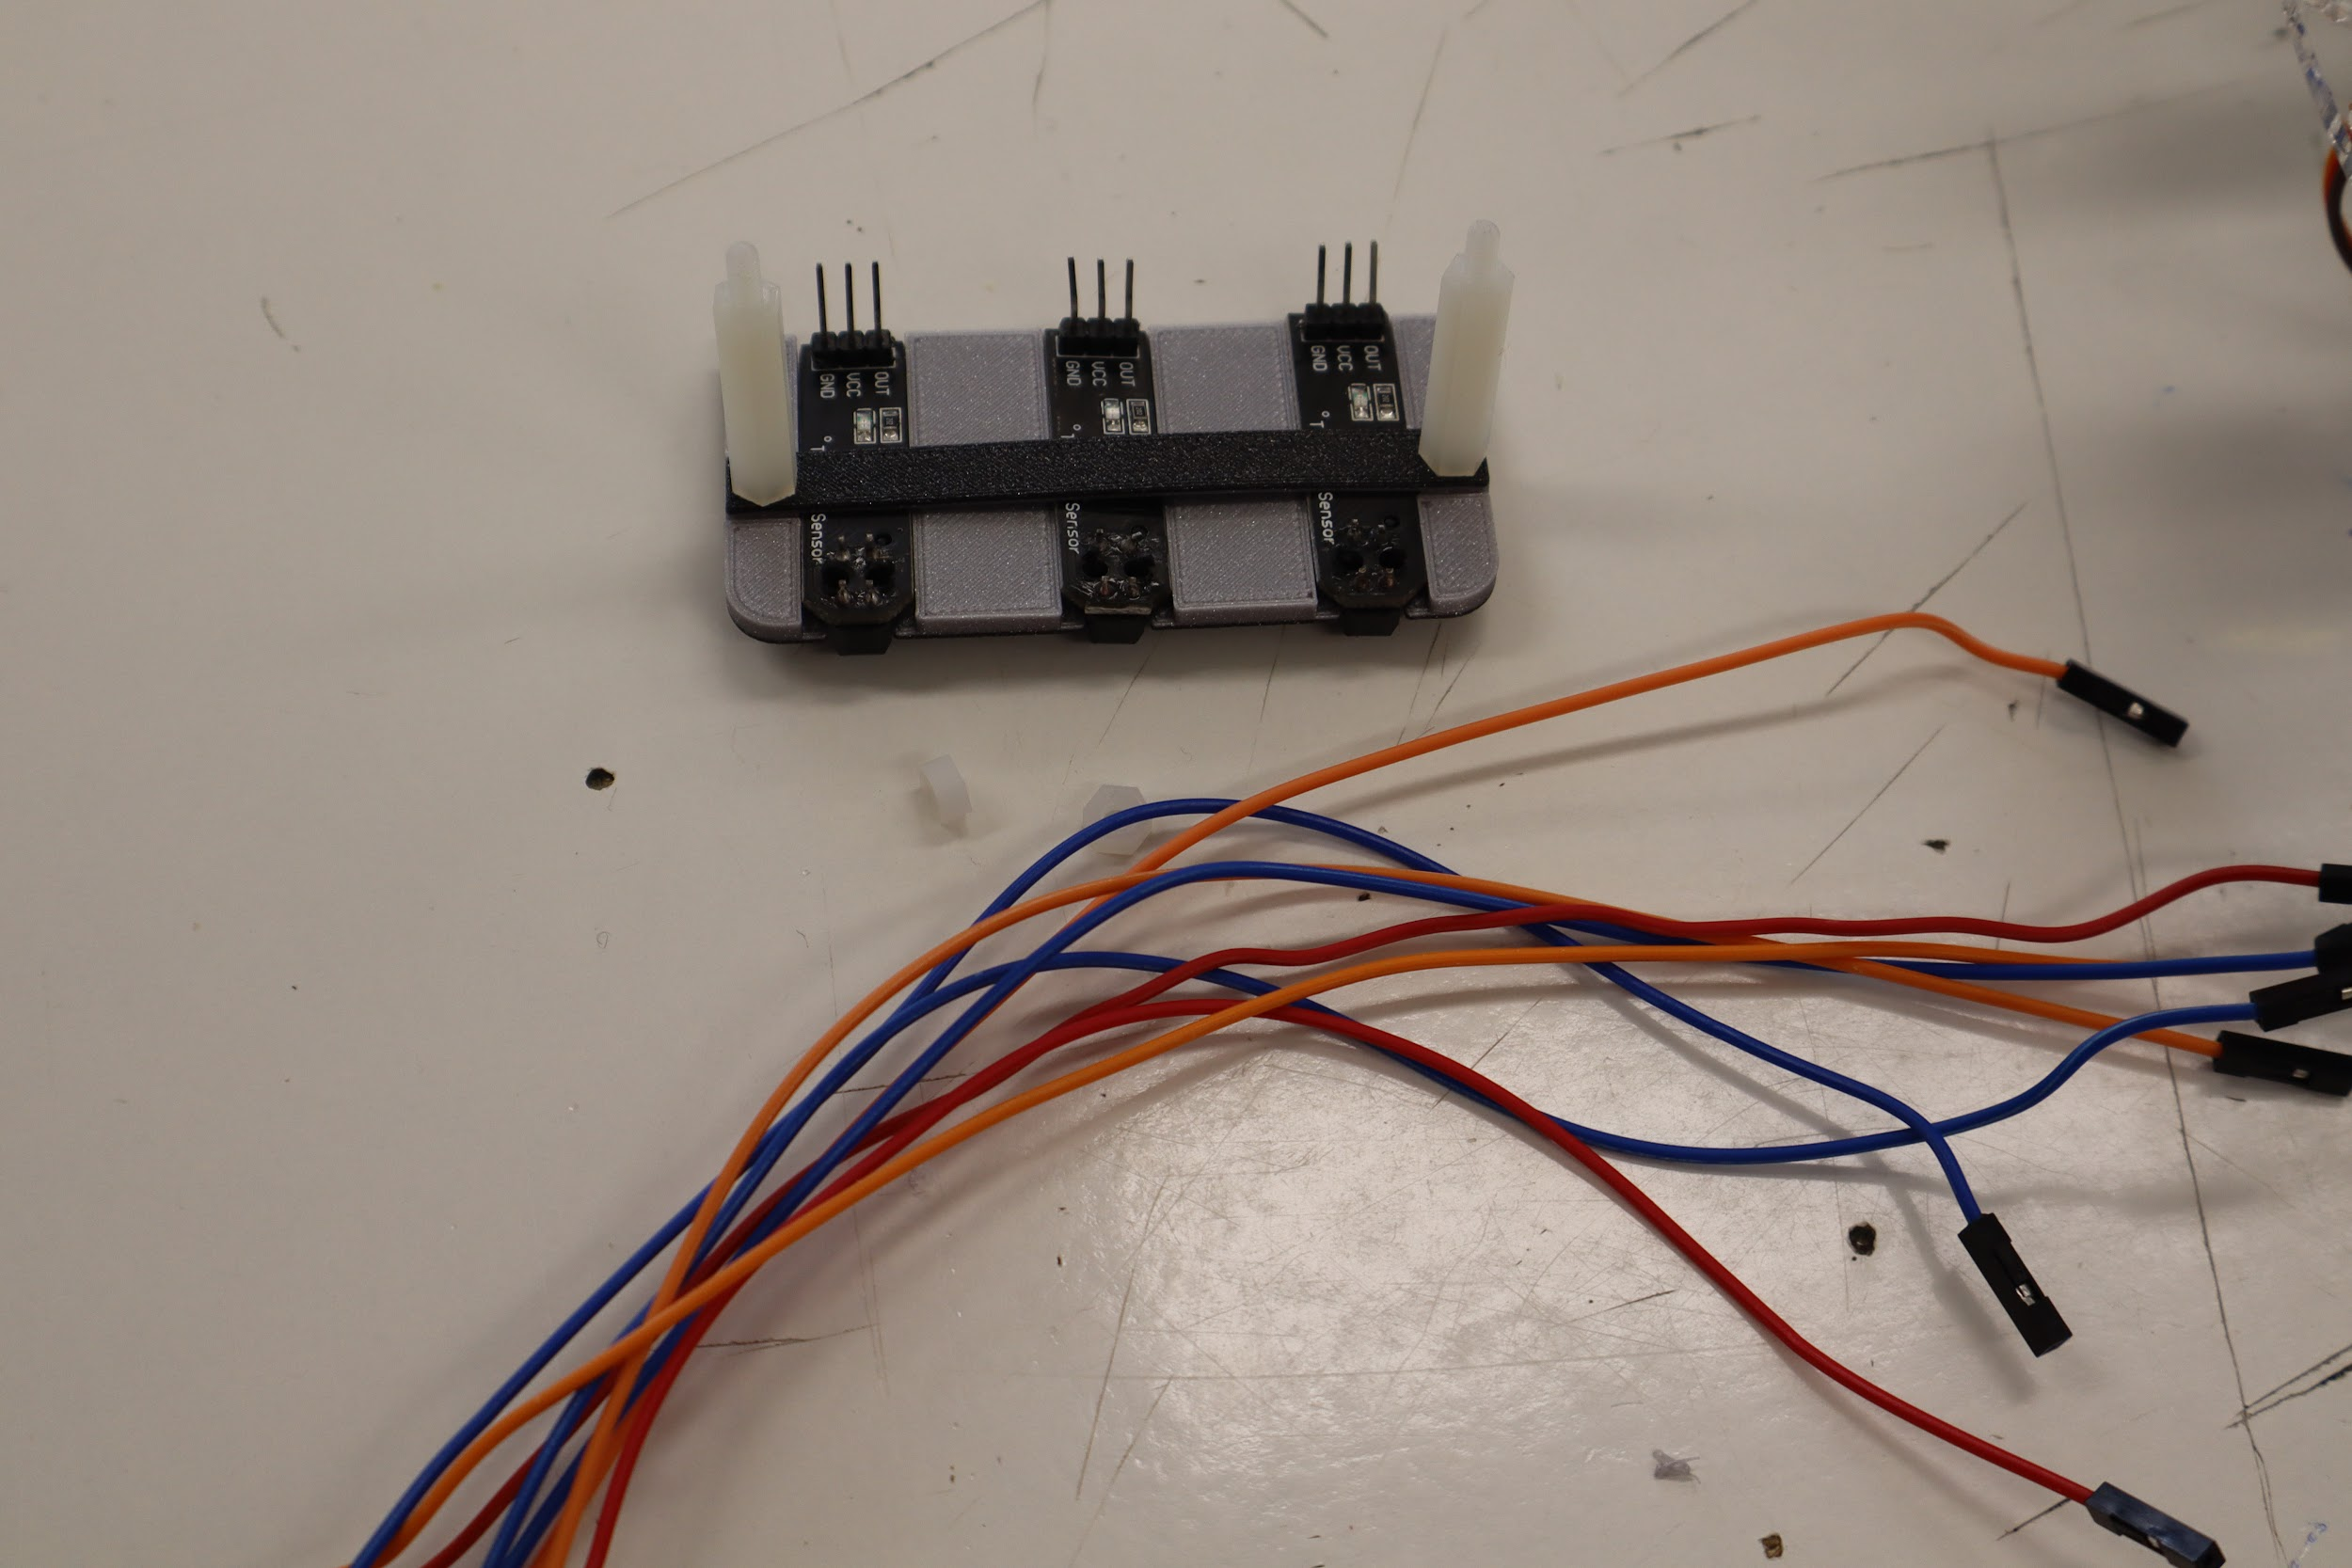 GND VCC OUT
GND VCC OUT
GND VCC OUT
Sensor
Sensor
Sensor